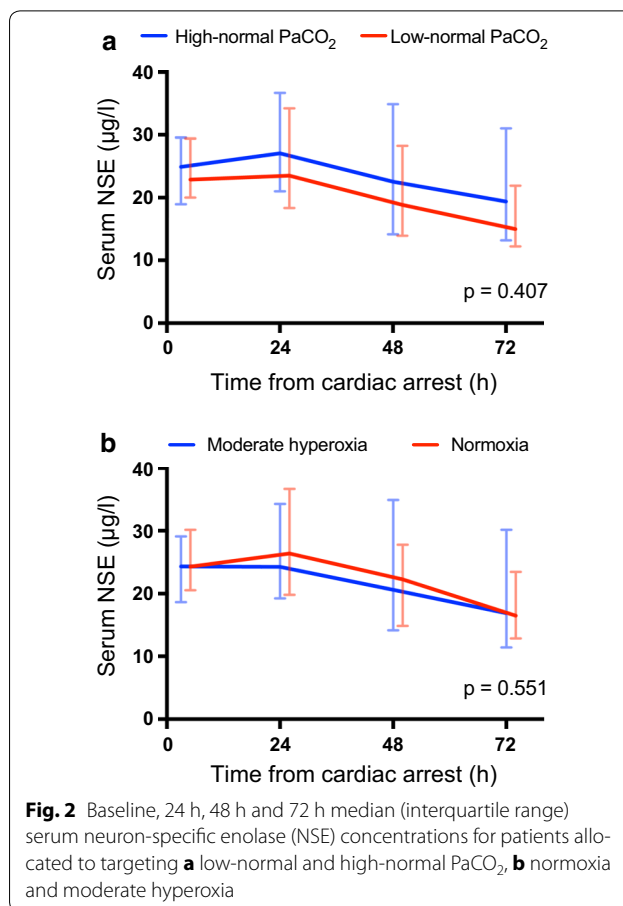 a
High-normal PaCO₂ Low-normal PaCO₂
Serum NSE (µg/l)
40
30
20
10
0
p = 0.407
0 24 48 72
Time from cardiac arrest (h)
b
Moderate hyperoxia Normoxia
Serum NSE (µg/l)
40
30
20
10
0
p = 0.551
0 24 48 72
Time from cardiac arrest (h)
Fig. 2 Baseline, 24 h, 48 h and 72 h median (interquartile range)
serum neuron-specific enolase (NSE) concentrations for patients allo-
cated to targeting a low-normal and high-normal PaCO₂, b normoxia
and moderate hyperoxia